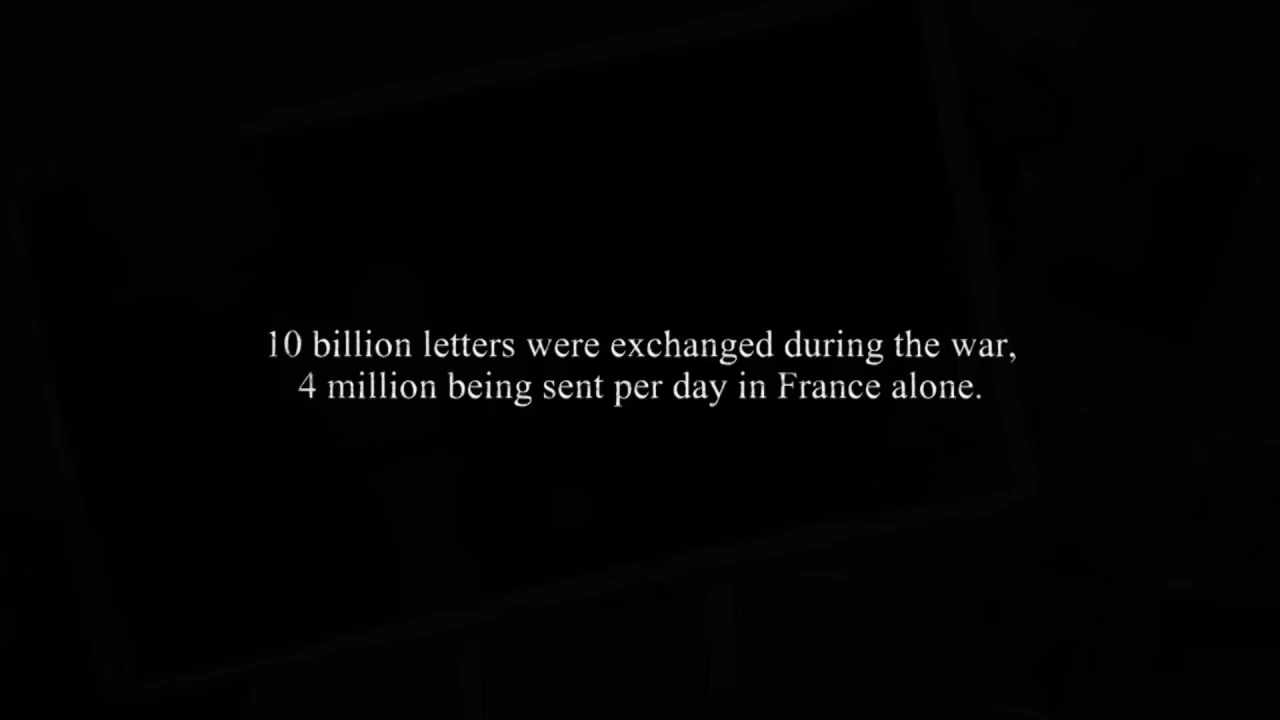 10 billion letters were exchanged during the war,
4 million being sent per day in France alone.